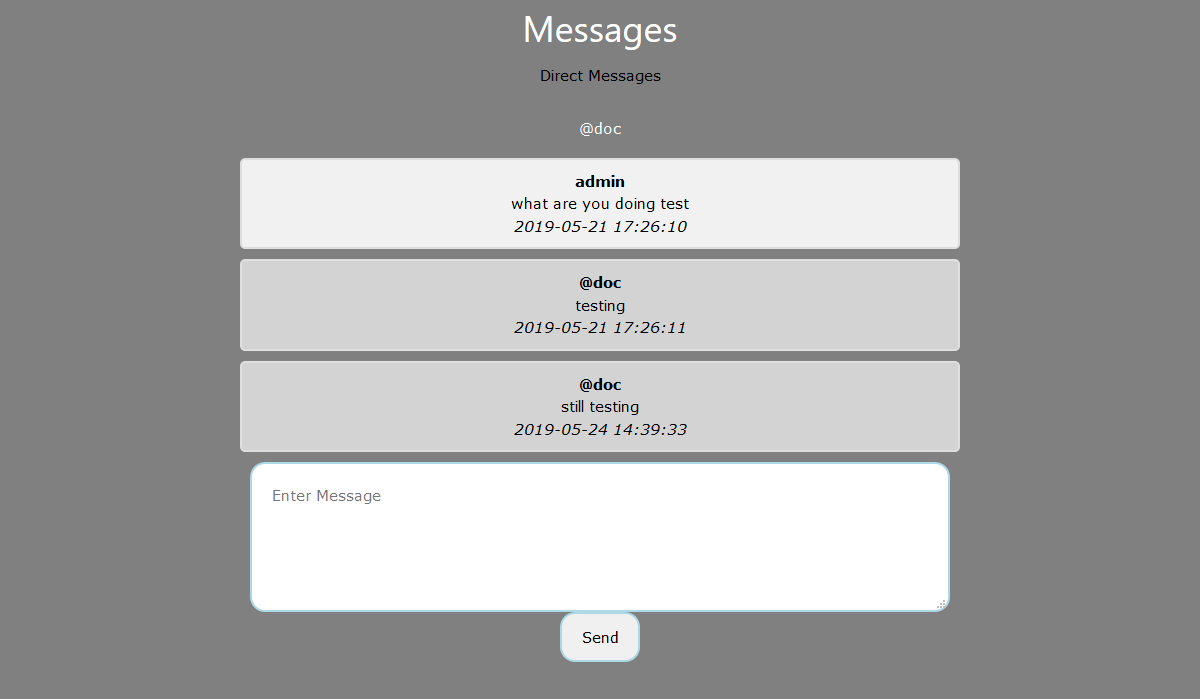 Messages
Direct Messages
@doc
admin
what are you doing test
2019-05-21 17:26:10
@doc
testing
2019-05-21 17:26:11
@doc
still testing
2019-05-24 14:39:33
Enter Message
Send